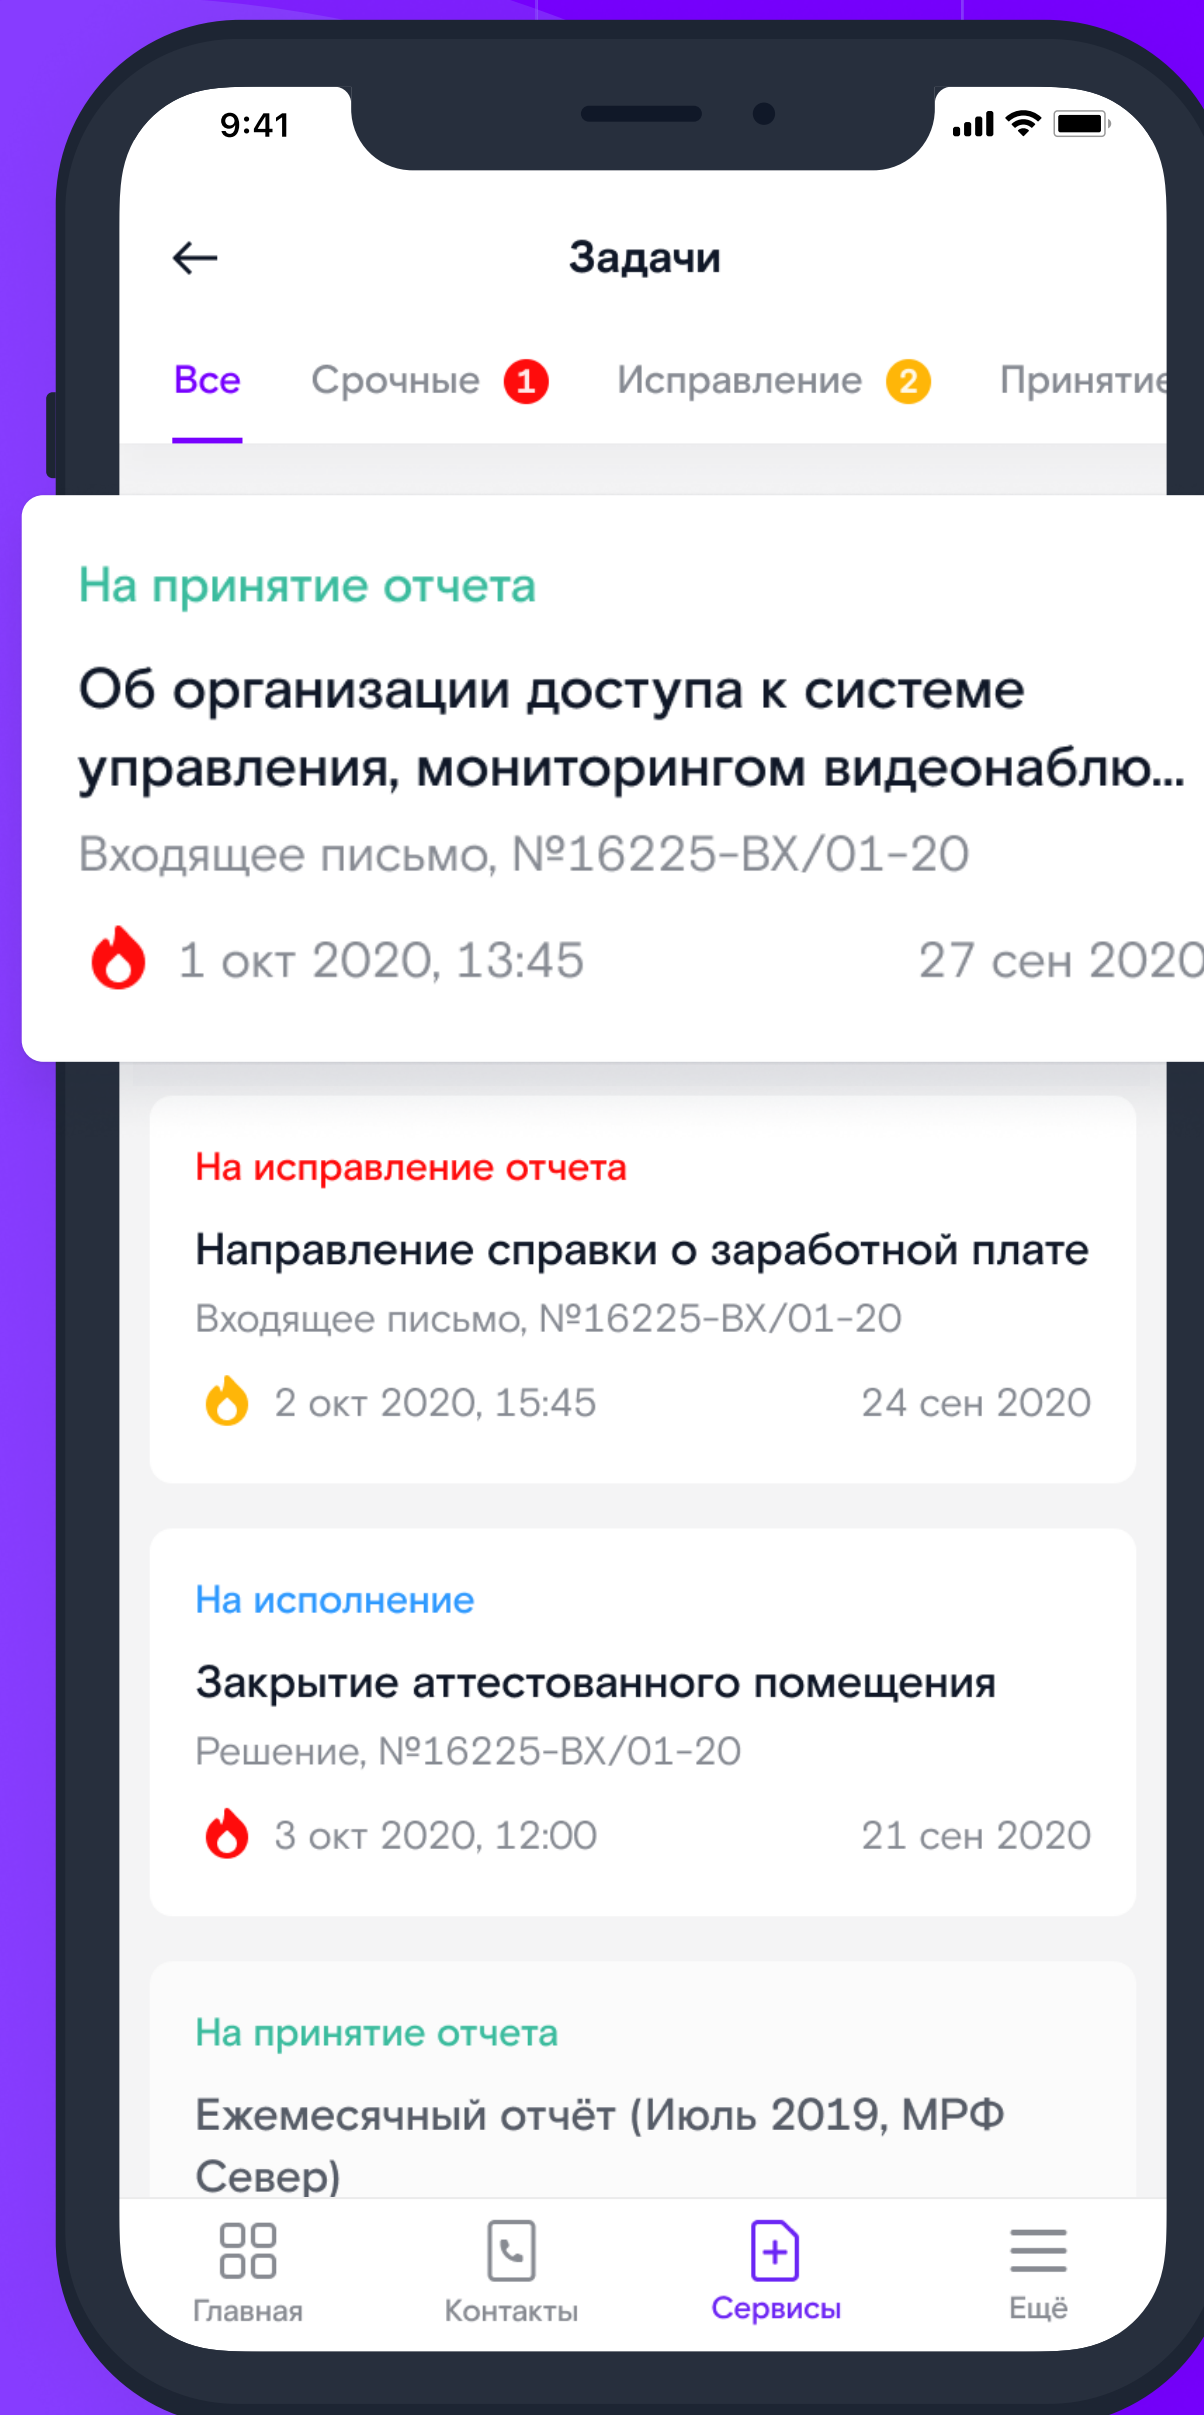 9:41
Задачи
Все Срочные 1 Исправление 2 Принятие
На принятие отчета
Об организации доступа к системе
управления, мониторингом видеонаблю...
Входящее письмо, №16225-ВХ/01-20
1 окт 2020, 13:45 27 сен 2020
На исправление отчета
Направление справки о заработной плате
Входящее письмо, №16225-ВХ/01-20
2 окт 2020, 15:45 24 сен 2020
На исполнение
Закрытие аттестованного помещения
Решение, №16225-ВХ/01-20
3 окт 2020, 12:00 21 сен 2020
На принятие отчета
Ежемесячный отчёт (Июль 2019, МРФ
Север)
Главная Контакты Сервисы Ещё